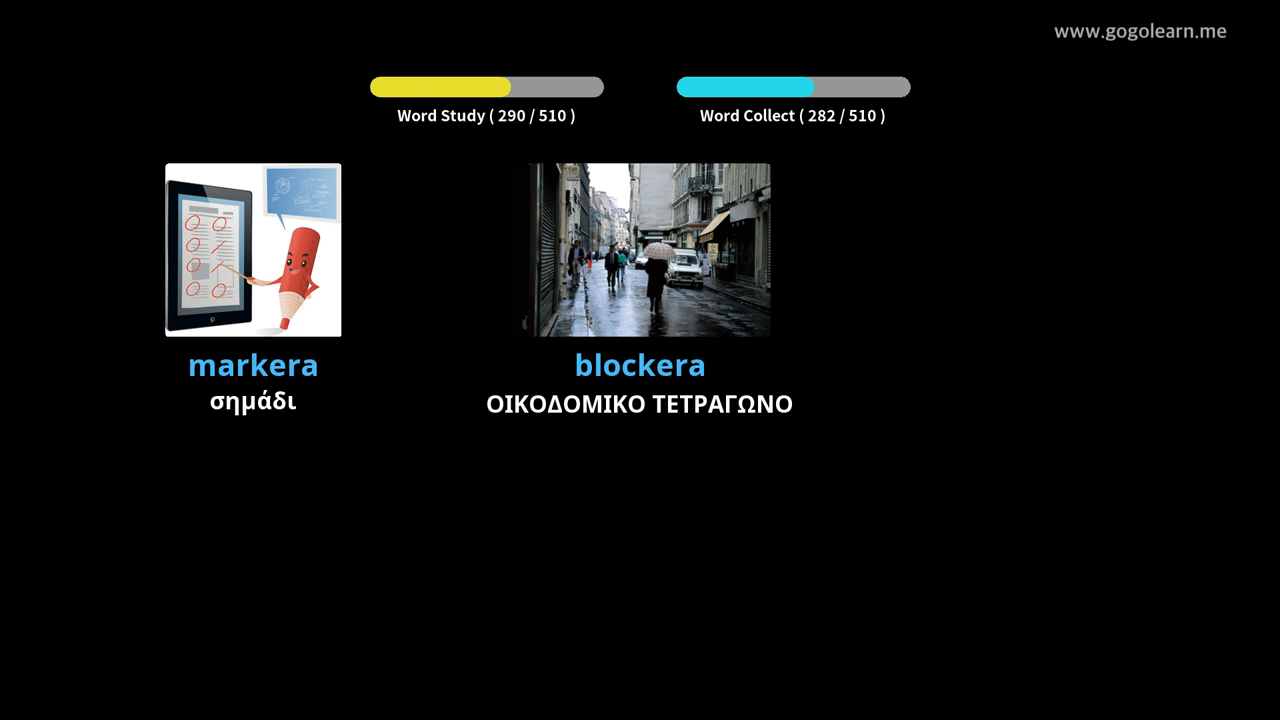 www.gogolearn.me
Word Study ( 290 / 510 )
Word Collect ( 282 / 510 )
markera
σημάδι
blockera
ΟΙΚΟΔΟΜΙΚΟ ΤΕΤΡΑΓΩΝΟ